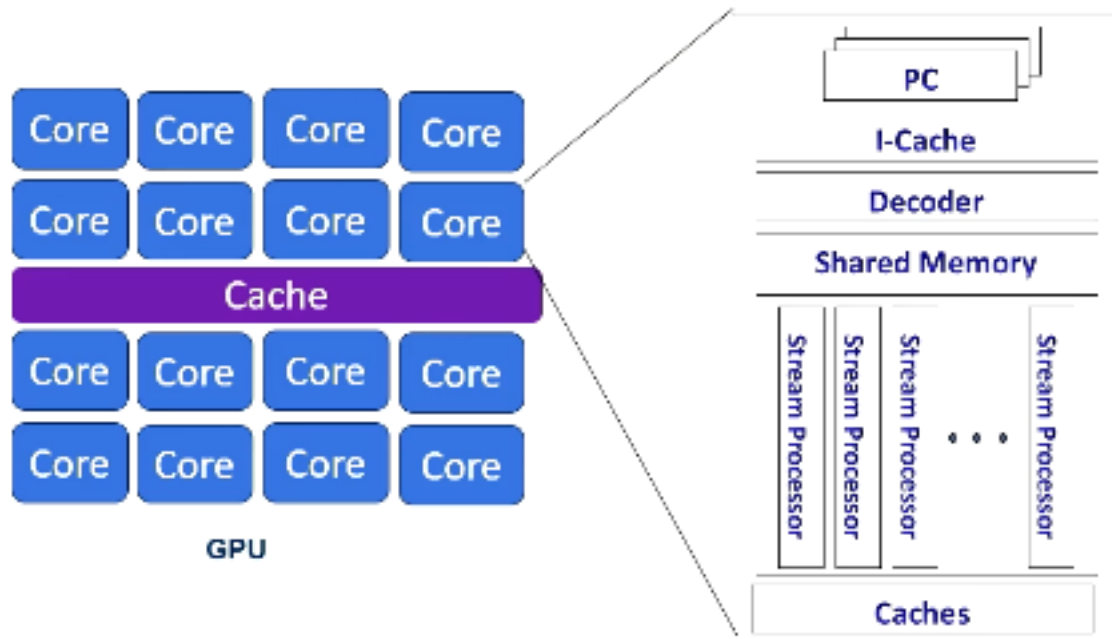 Core Core Core Core
Core Core Core Core
Cache
Core Core Core Core
Core Core Core Core
GPU
PC
I-Cache
Decoder
Shared Memory
Stream Processor
Stream Processor
Stream Processor
• • •
Stream Processor
Caches